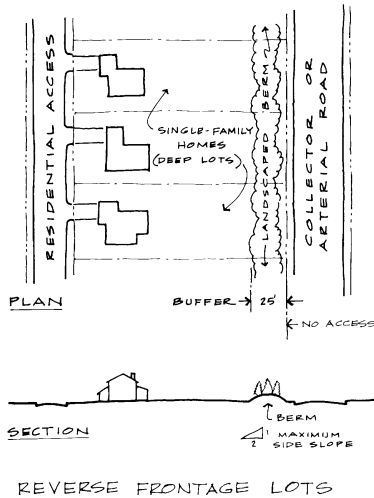 RESIDENTIAL ACCESS
SINGLE-FAMILY
HOMES
(DEEP LOTS)
LANDSCAPED BERM
COLLECTOR OR
ARTERIAL ROAD
PLAN
BUFFER 25'
NO ACCESS
BERM
1
2
MAXIMUM
SIDE SLOPE
SECTION
REVERSE FRONTAGE LOTS